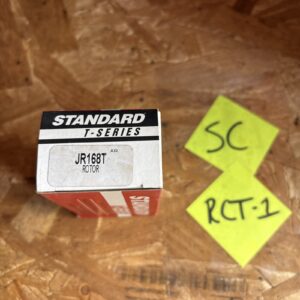 STANDARD
T-SERIES
JR168T
ROTOR
SC
RCT-1